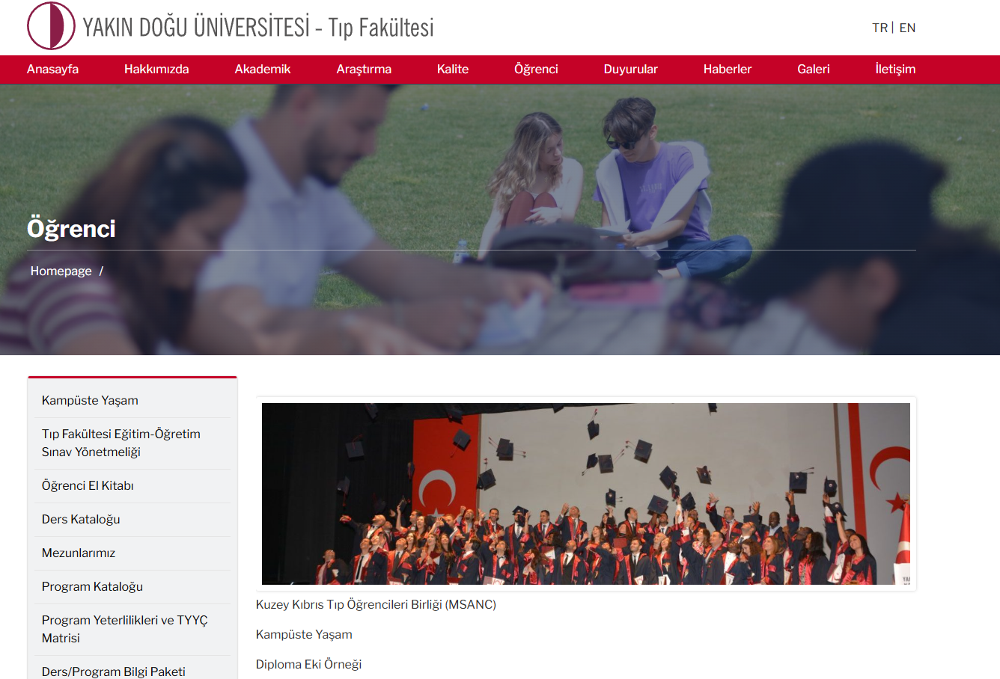 YAKIN DOĞU ÜNİVERSİTESİ - Tıp Fakültesi
TR | EN
Anasayfa Hakkımızda Akademik Araştırma Kalite Öğrenci Duyurular Haberler Galeri İletişim
Öğrenci
Homepage /
Kampüste Yaşam
Tıp Fakültesi Eğitim-Öğretim
Sınav Yönetmeliği
Öğrenci El Kitabı
Ders Kataloğu
Mezunlarımız
Program Kataloğu
Program Yeterlilikleri ve TYYÇ
Matrisi
Ders/Program Bilgi Paketi
Kuzey Kıbrıs Tıp Öğrencileri Birliği (MSANC)
Kampüste Yaşam
Diploma Eki Örneği